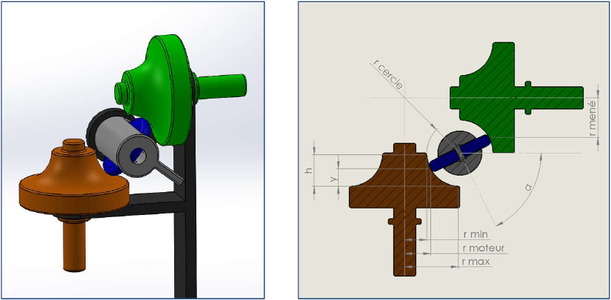 r cercle
r mené
h
y
α
r min
r moteur
r max